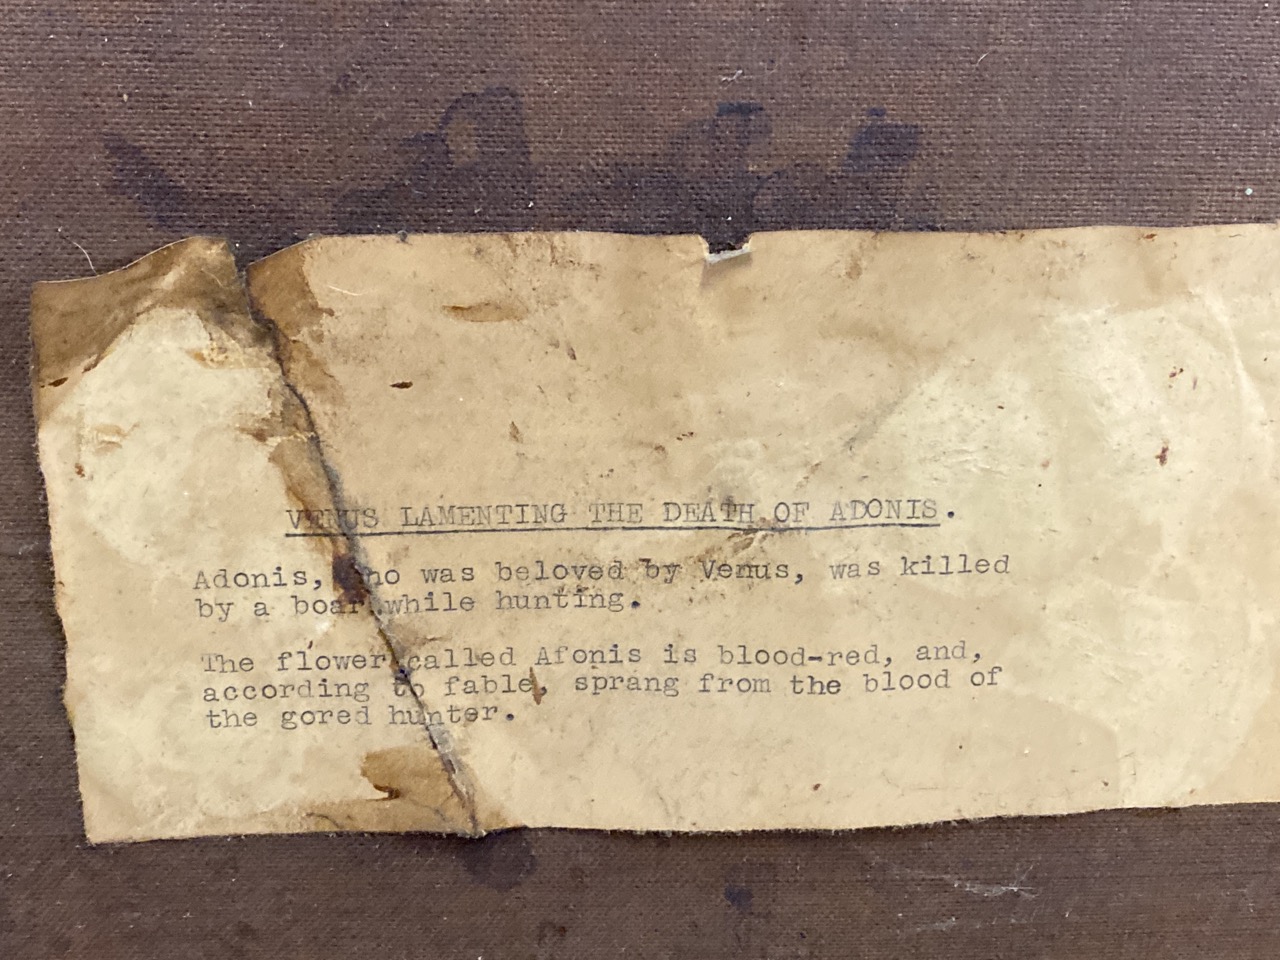 VENUS LAMENTING THE DEATH OF ADONIS.
Adonis, who was beloved by Venus, was killed
by a boar while hunting.
The flower called Afonis is blood-red, and,
according to fable, sprang from the blood of
the gored hunter.